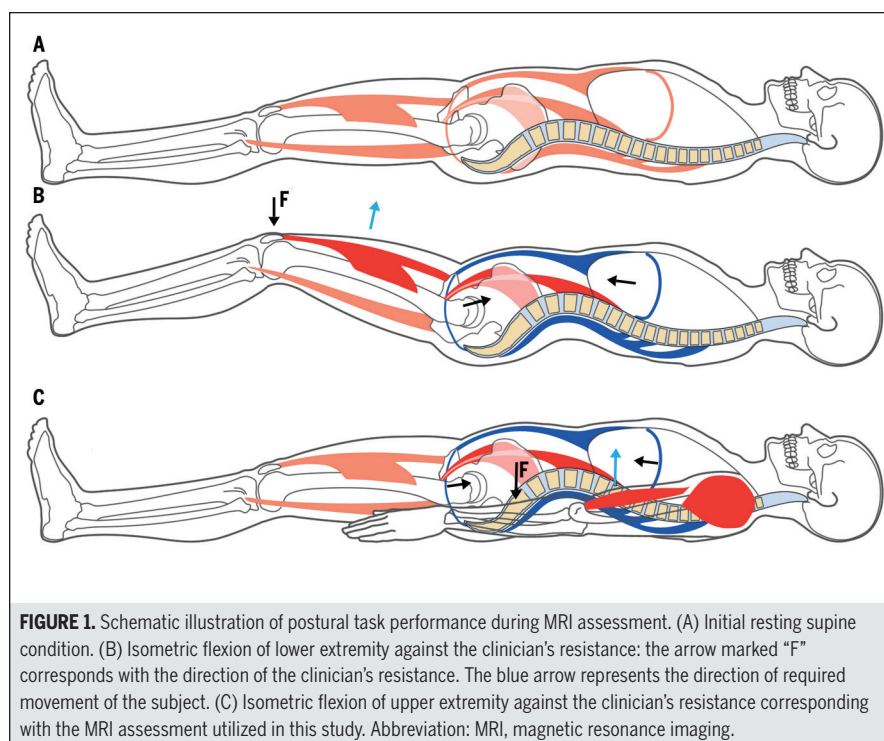 A
B
F
C
F
FIGURE 1. Schematic illustration of postural task performance during MRI assessment. (A) Initial resting supine
condition. (B) Isometric flexion of lower extremity against the clinician's resistance: the arrow marked "F"
corresponds with the direction of the clinician's resistance. The blue arrow represents the direction of required
movement of the subject. (C) Isometric flexion of upper extremity against the clinician's resistance corresponding
with the MRI assessment utilized in this study. Abbreviation: MRI, magnetic resonance imaging.